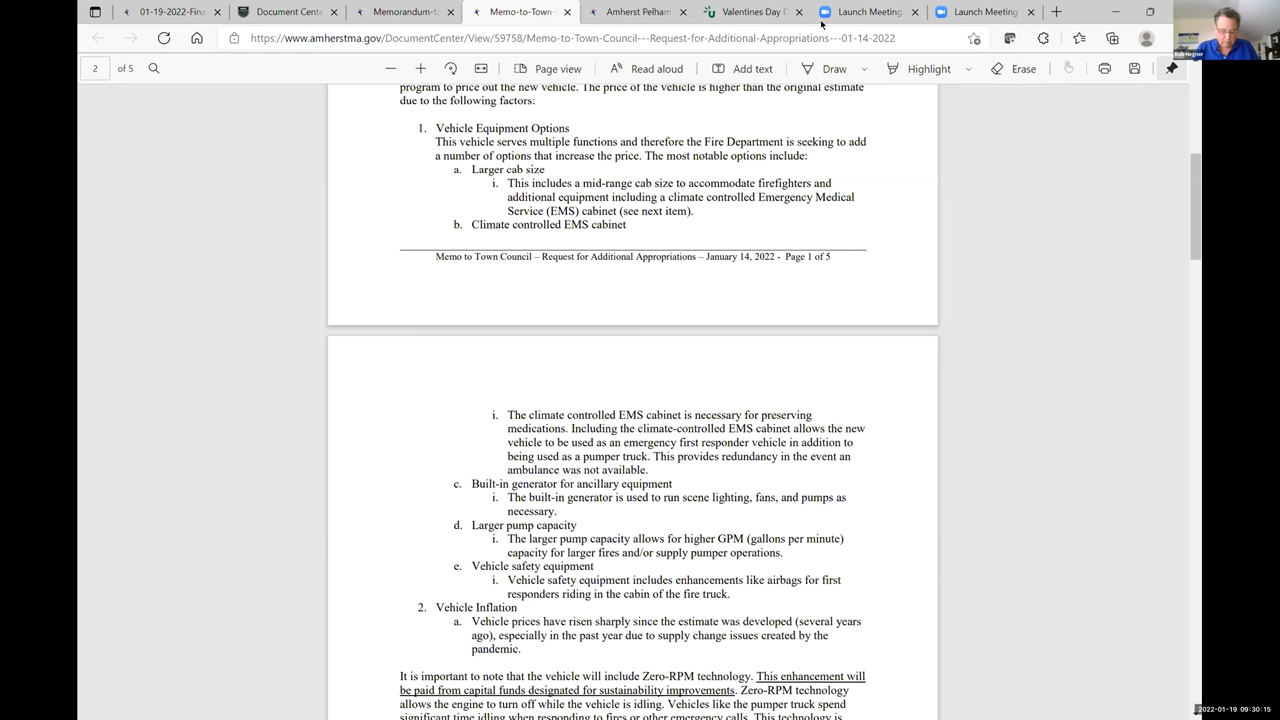 01-19-2022-Fina
Document Cente
Memorandum-t
Memo-to-Town-
Amherst Pelham
Valentines Day D
Launch Meeting
Launch Meeting
https://www.amherstma.gov/DocumentCenter/View/59758/Memo-to-Town-Council---Request-for-Additional-Appropriations---01-14-2022
2 of 5
Page view
Read aloud
Add text
Draw
Highlight
Erase
program to price out the new vehicle. The price of the vehicle is higher than the original estimate
due to the following factors:
1. Vehicle Equipment Options
This vehicle serves multiple functions and therefore the Fire Department is seeking to add
a number of options that increase the price. The most notable options include:
a. Larger cab size
i. This includes a mid-range cab size to accommodate firefighters and
additional equipment including a climate controlled Emergency Medical
Service (EMS) cabinet (see next item).
b. Climate controlled EMS cabinet
Memo to Town Council – Request for Additional Appropriations – January 14, 2022 - Page 1 of 5
i. The climate controlled EMS cabinet is necessary for preserving
medications. Including the climate-controlled EMS cabinet allows the new
vehicle to be used as an emergency first responder vehicle in addition to
being used as a pumper truck. This provides redundancy in the event an
ambulance was not available.
c. Built-in generator for ancillary equipment
i. The built-in generator is used to run scene lighting, fans, and pumps as
necessary.
d. Larger pump capacity
i. The larger pump capacity allows for higher GPM (gallons per minute)
capacity for larger fires and/or supply pumper operations.
e. Vehicle safety equipment
i. Vehicle safety equipment includes enhancements like airbags for first
responders riding in the cabin of the fire truck.
2. Vehicle Inflation
a. Vehicle prices have risen sharply since the estimate was developed (several years
ago), especially in the past year due to supply change issues created by the
pandemic.
It is important to note that the vehicle will include Zero-RPM technology. This enhancement will
be paid from capital funds designated for sustainability improvements. Zero-RPM technology
allows the engine to turn off while the vehicle is idling. Vehicles like the pumper truck spend
significant time idling when responding to fires or other emergency calls. This technology is
Bob Hegner
2022-01-19 09:30:15